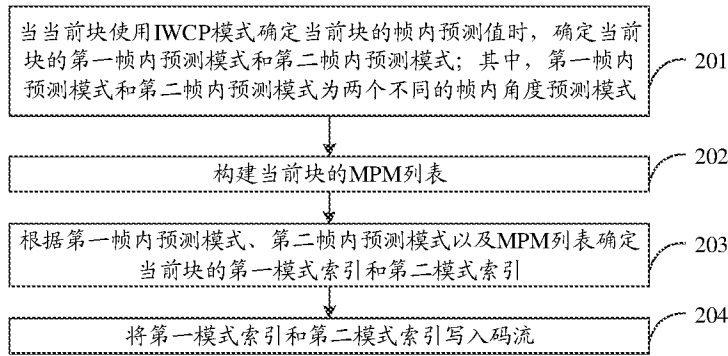 当当前块使用IWCP模式确定当前块的帧内预测值时，确定当前
块的第一帧内预测模式和第二帧内预测模式；其中，第一帧内
预测模式和第二帧内预测模式为两个不同的帧内角度预测模式
201
构建当前块的MPM列表
202
根据第一帧内预测模式、第二帧内预测模式以及MPM列表确定
当前块的第一模式索引和第二模式索引
203
将第一模式索引和第二模式索引写入码流
204